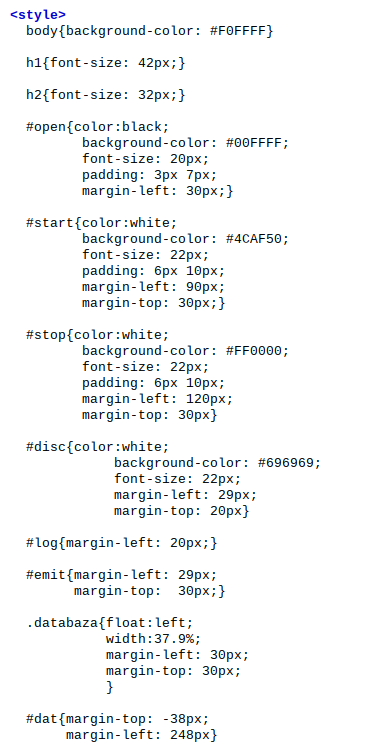 <style>
body{background-color: #F0FFFF}
h1{font-size: 42px;}
h2{font-size: 32px;}
#open{color:black;
background-color: #00FFFF;
font-size: 20px;
padding: 3px 7px;
margin-left: 30px;}
#start{color:white;
background-color: #4CAF50;
font-size: 22px;
padding: 6px 10px;
margin-left: 90px;
margin-top: 30px;}
#stop{color:white;
background-color: #FF0000;
font-size: 22px;
padding: 6px 10px;
margin-left: 120px;
margin-top: 30px}
#disc{color:white;
background-color: #696969;
font-size: 22px;
margin-left: 29px;
margin-top: 20px}
#log{margin-left: 20px;}
#emit{margin-left: 29px;
margin-top:  30px;}
.databaza{float:left;
width:37.9%;
margin-left: 30px;
margin-top: 30px;
}
#dat{margin-top: -38px;
margin-left: 248px}